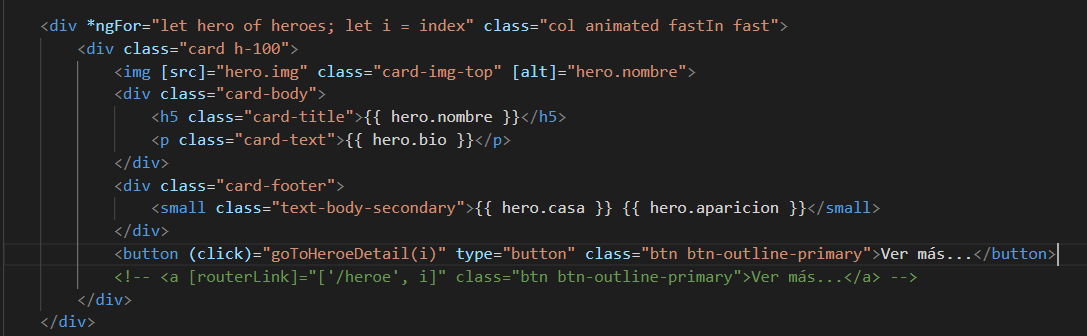 <div *ngFor="let hero of heroes; let i = index" class="col animated fastIn fast">
<div class="card h-100">
<img [src]="hero.img" class="card-img-top" [alt]="hero.nombre">
<div class="card-body">
<h5 class="card-title">{{ hero.nombre }}</h5>
<p class="card-text">{{ hero.bio }}</p>
</div>
<div class="card-footer">
<small class="text-body-secondary">{{ hero.casa }} {{ hero.aparicion }}</small>
</div>
<button (click)="goToHeroeDetail(i)" type="button" class="btn btn-outline-primary">Ver más...</button>
<!-- <a [routerLink]="['/heroe', i]" class="btn btn-outline-primary">Ver más...</a> -->
</div>
</div>